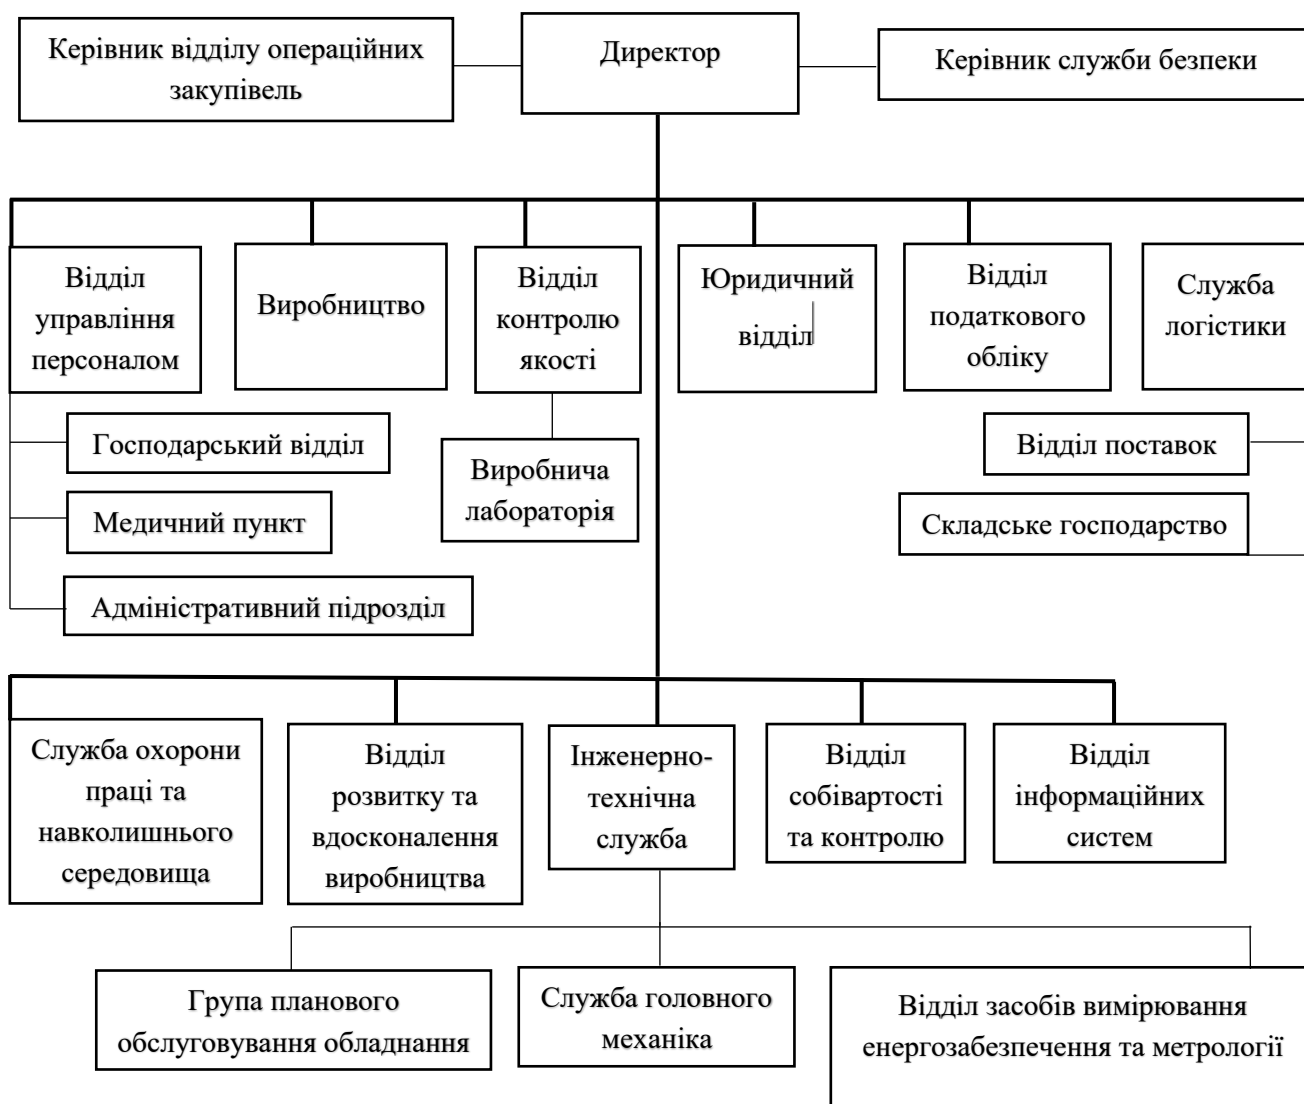 Керівник відділу операційних
закупівель
Директор
Керівник служби безпеки
Відділ
управління
персоналом
Виробництво
Відділ
контролю
якості
Юридичний
відділ
Відділ
податкового
обліку
Служба
логістики
Господарський відділ
Медичний пункт
Адміністративний підрозділ
Виробнича
лабораторія
Відділ поставок
Складське господарство
Служба охорони
праці та
навколишнього
середовища
Відділ
розвитку та
вдосконалення
виробництва
Інженерно-
технічна
служба
Відділ
собівартості
та контролю
Відділ
інформаційних
систем
Група планового
обслуговування обладнання
Служба головного
механіка
Відділ засобів вимірювання
енергозабезпечення та метрології